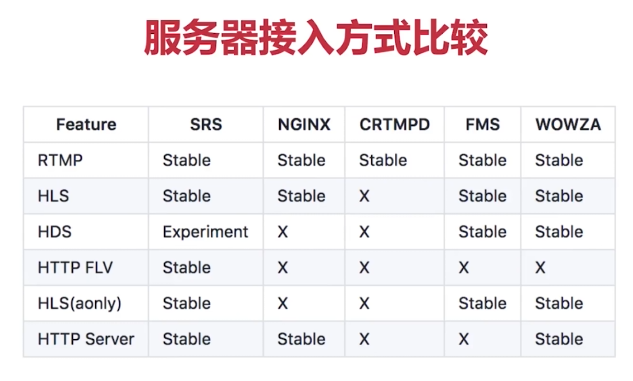 服务器接入方式比较
Feature SRS NGINX CRTMPD FMS WOWZA
RTMP Stable Stable Stable Stable Stable
HLS Stable Stable X Stable Stable
HDS Experiment X X Stable Stable
HTTP FLV Stable X X X X
HLS(aonly) Stable X X Stable Stable
HTTP Server Stable Stable X X Stable